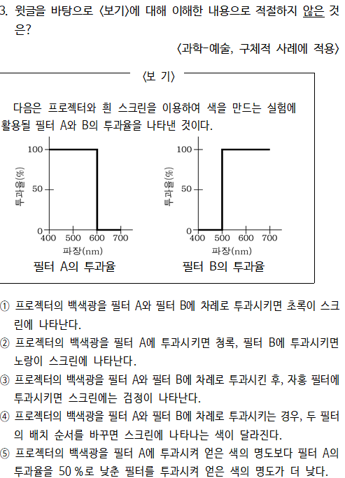 3. 윗글을 바탕으로 <보기>에 대해 이해한 내용으로 적절하지 않은 것
은?
<과학-예술, 구체적 사례에 적용>
<보 기>
다음은 프로젝터와 흰 스크린을 이용하여 색을 만드는 실험에
활용될 필터 A와 B의 투과율을 나타낸 것이다.
투과율(%)
100
50
0
400 500 600 700
파장(nm)
필터 A의 투과율
투과율(%)
100
50
0
400 500 600 700
파장(nm)
필터 B의 투과율
① 프로젝터의 백색광을 필터 A와 필터 B에 차례로 투과시키면 초록이 스크
린에 나타난다.
② 프로젝터의 백색광을 필터 A에 투과시키면 청록, 필터 B에 투과시키면
노랑이 스크린에 나타난다.
③ 프로젝터의 백색광을 필터 A와 필터 B에 차례로 투과시킨 후, 자홍 필터에
투과시키면 스크린에는 검정이 나타난다.
④ 프로젝터의 백색광을 필터 A와 필터 B에 차례로 투과시키는 경우, 두 필터
의 배치 순서를 바꾸면 스크린에 나타나는 색이 달라진다.
⑤ 프로젝터의 백색광을 필터 A에 투과시켜 얻은 색의 명도보다 필터 A의
투과율을 50 %로 낮춘 필터를 투과시켜 얻은 색의 명도가 더 낮다.